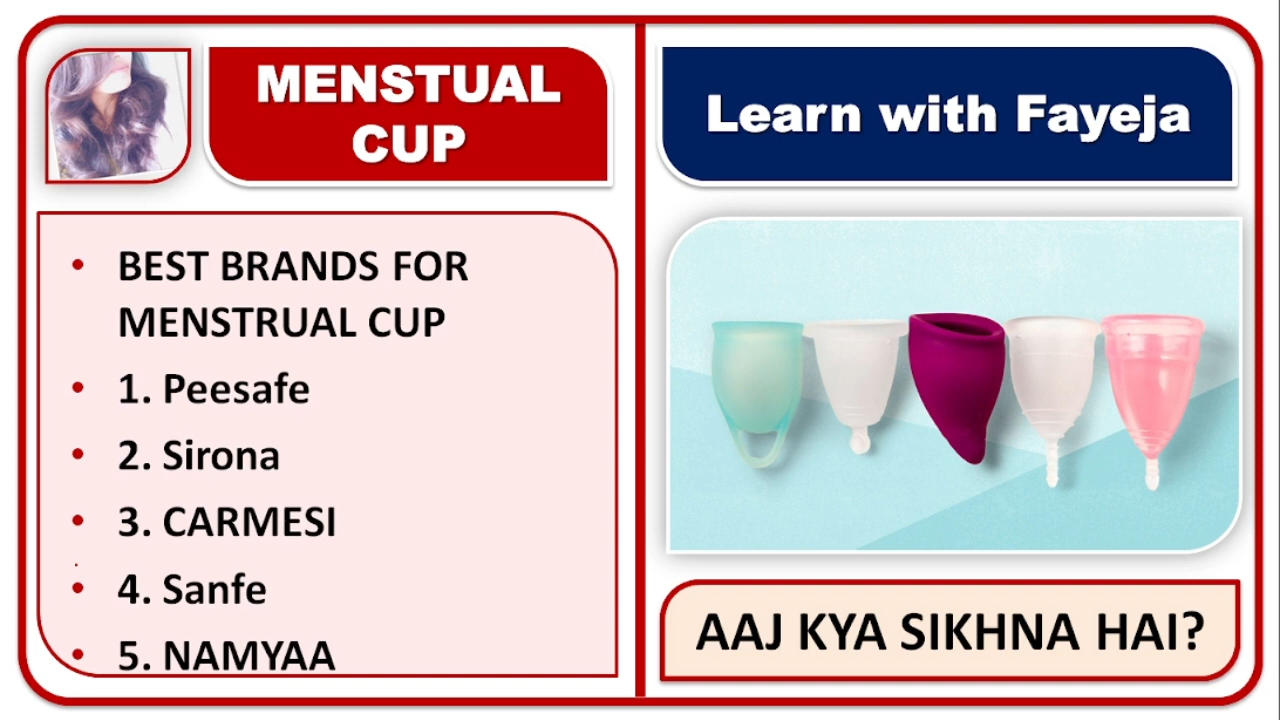 MENSTUAL
CUP
Learn with Fayeja
• BEST BRANDS FOR
MENSTRUAL CUP
• 1. Peesafe
• 2. Sirona
• 3. CARMESI
• 4. Sanfe
• 5. NAMYAA
AAJ KYA SIKHNA HAI?